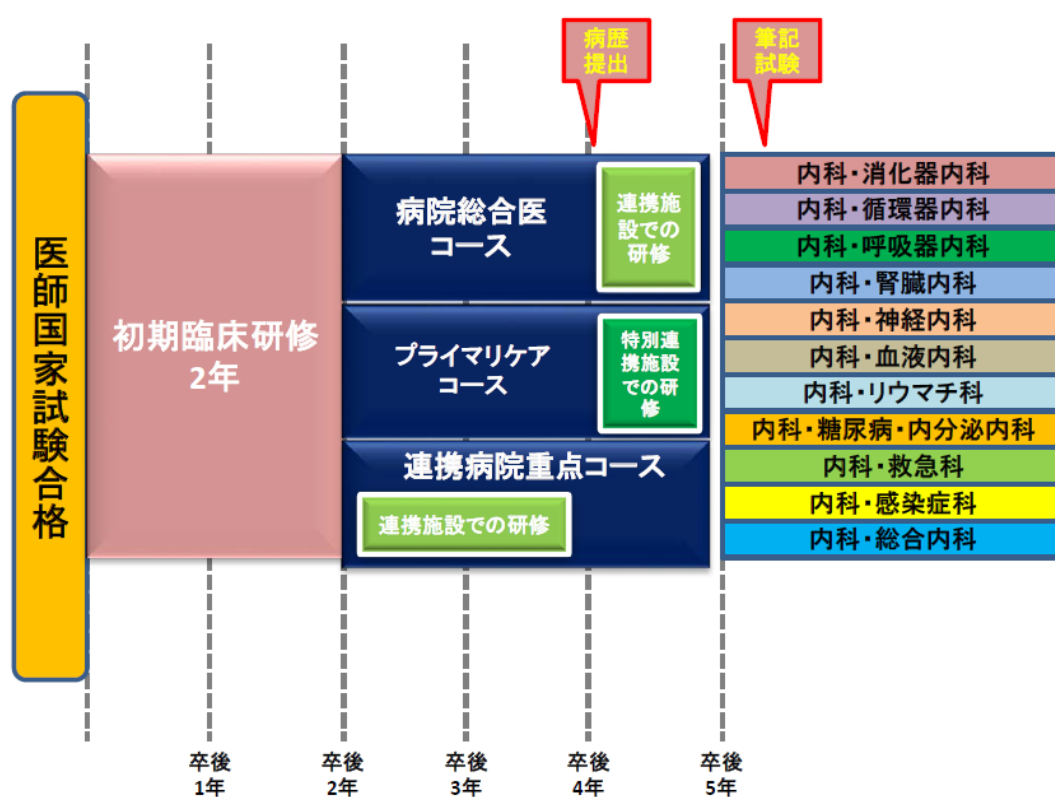 病歴
提出
筆記
試験
医師国家試験合格
初期臨床研修
2年
病院総合医
コース
連携施
設での
研修
プライマリケア
コース
特別連
携施設
での研
修
連携病院重点コース
連携施設での研修
内科・消化器内科
内科・循環器内科
内科・呼吸器内科
内科・腎臓内科
内科・神経内科
内科・血液内科
内科・リウマチ科
内科・糖尿病・内分泌内科
内科・救急科
内科・感染症科
内科・総合内科
卒後
1年
卒後
2年
卒後
3年
卒後
4年
卒後
5年